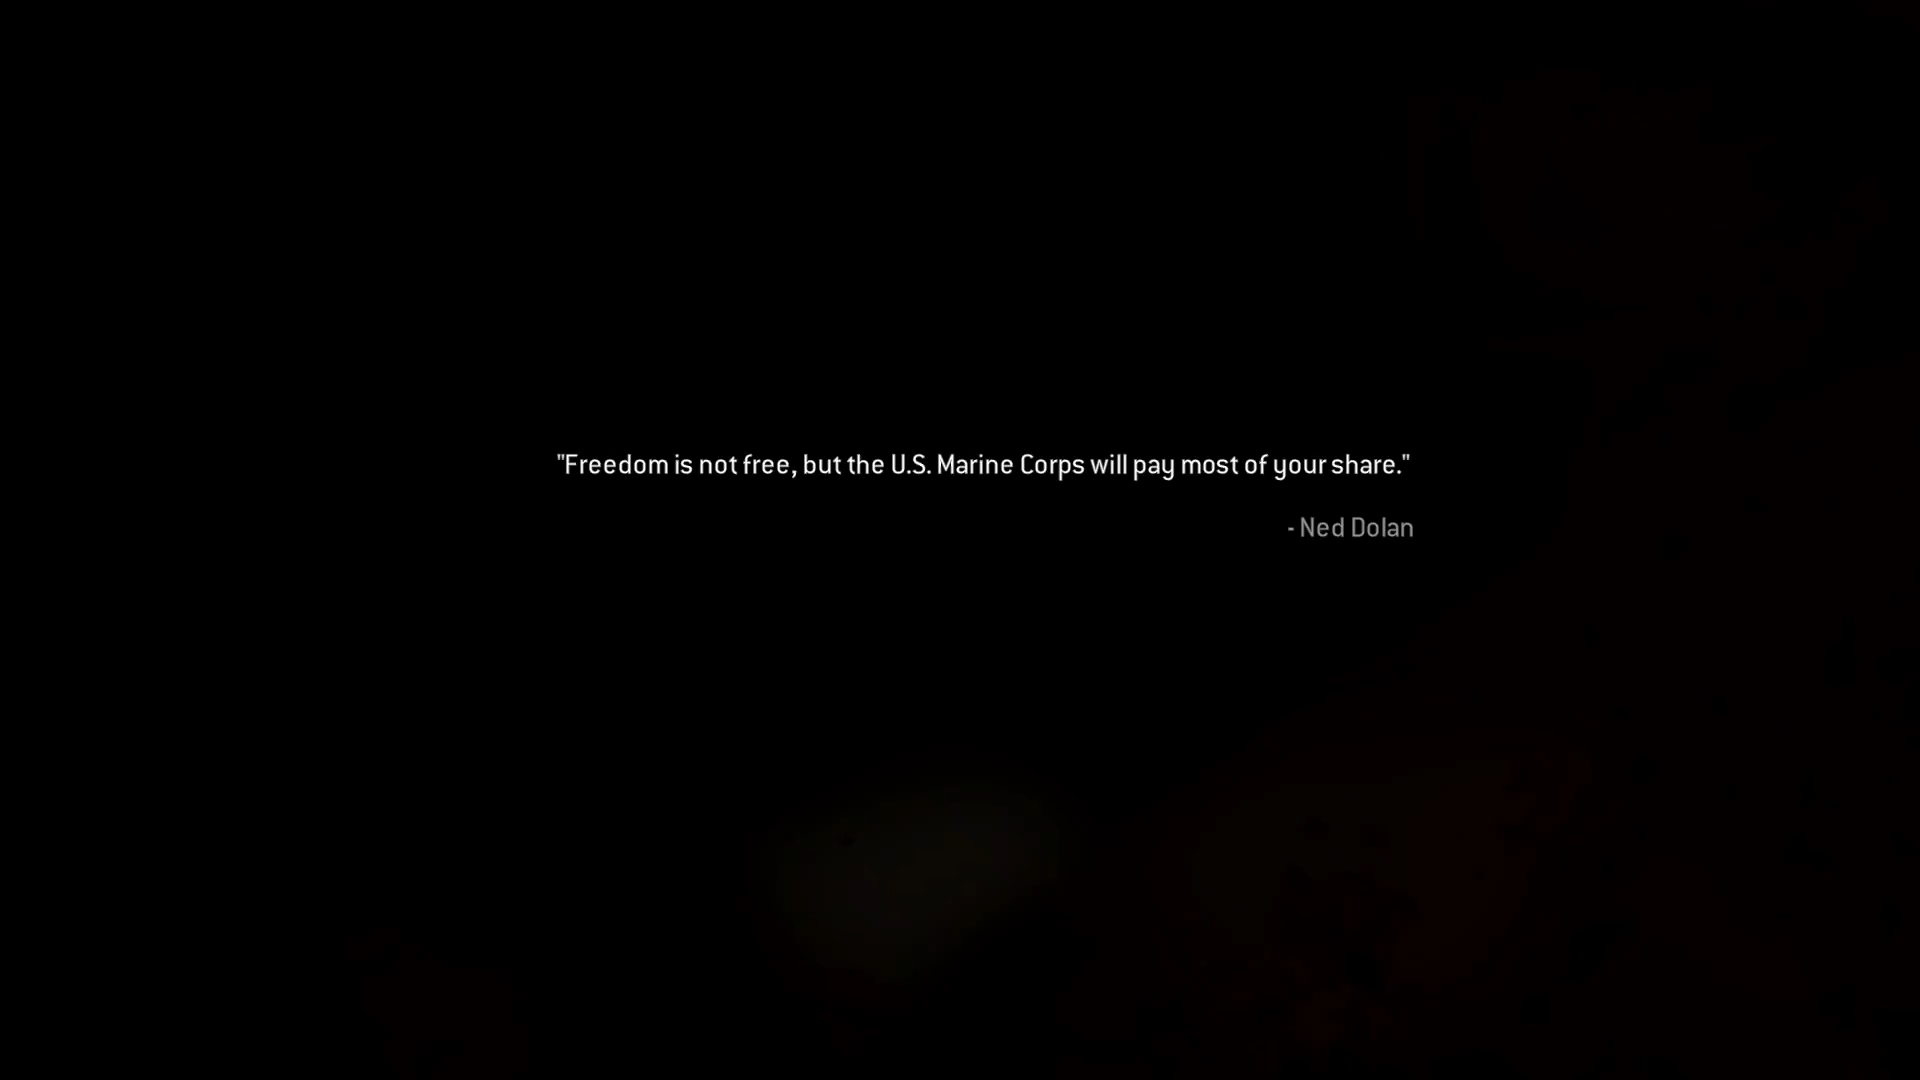 "Freedom is not free, but the U.S. Marine Corps will pay most of your share."
- Ned Dolan